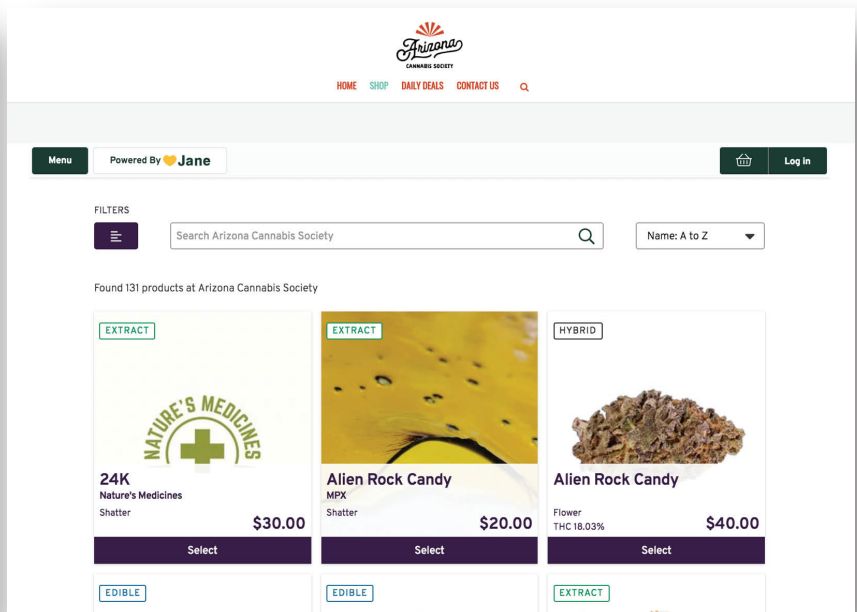 Arizona
CANNABIS SOCIETY
HOME SHOP DAILY DEALS CONTACT US
Menu Powered By Jane Log in
FILTERS
Search Arizona Cannabis Society Name: A to Z
Found 131 products at Arizona Cannabis Society
EXTRACT EXTRACT HYBRID
NATURE'S MEDICINES
24K Alien Rock Candy Alien Rock Candy
Nature's Medicines MPX
Shatter Shatter Flower
THC 18.03%
$30.00 $20.00 $40.00
Select Select Select
EDIBLE EDIBLE EXTRACT